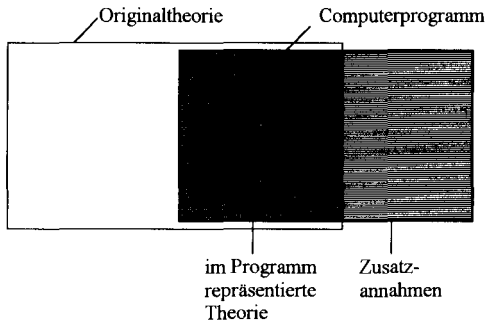 Originaltheorie
Computerprogramm
im Programm
repräsentierte
Theorie
Zusatz-
annahmen